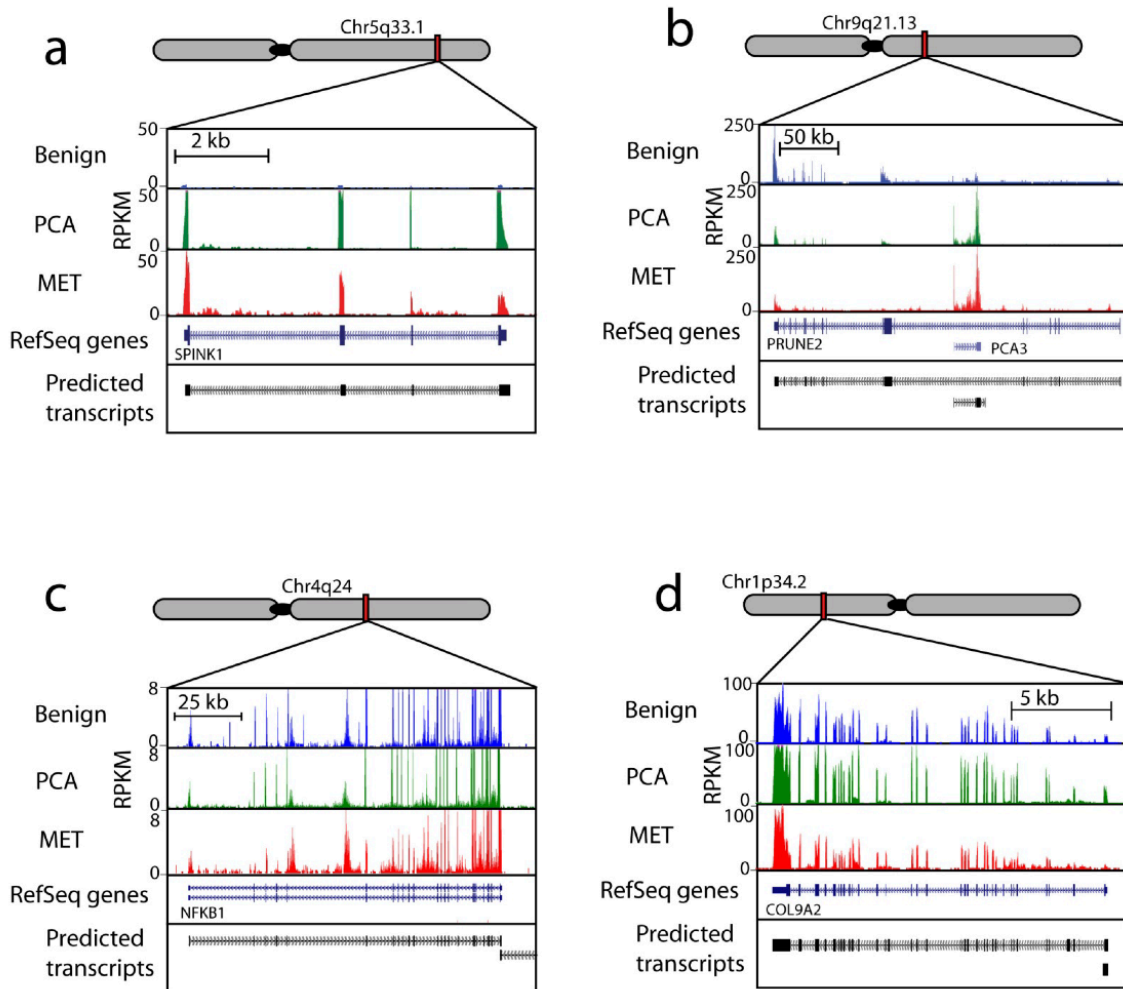 a
Chr5q33.1
50
2 kb
Benign
0
50
PCA
RPKM
0
50
MET
0
RefSeq genes
SPINK1
Predicted
transcripts
b
Chr9q21.13
250
50 kb
Benign
0
250
PCA
RPKM
0
250
MET
0
RefSeq genes
PRUNE2
PCA3
Predicted
transcripts
c
Chr4q24
8
25 kb
Benign
0
8
PCA
RPKM
0
8
MET
0
RefSeq genes
NFKB1
Predicted
transcripts
d
Chr1p34.2
100
5 kb
Benign
0
100
PCA
RPKM
0
100
MET
0
RefSeq genes
COL9A2
Predicted
transcripts